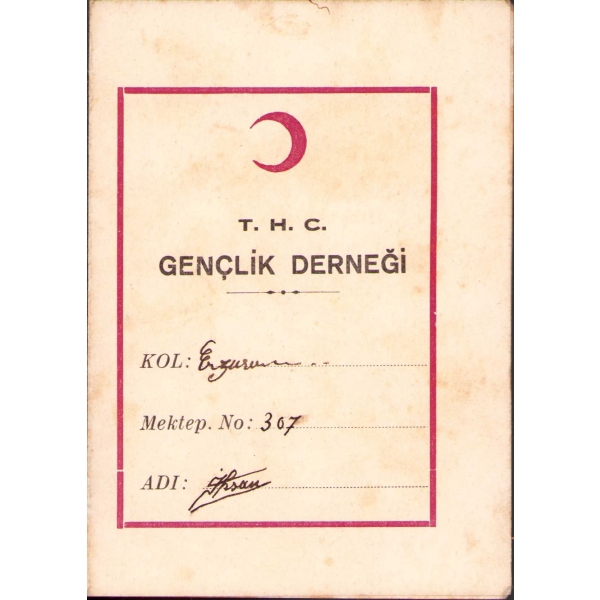 T. H. C.
GENÇLİK DERNEĞİ
KOL: Erzurum
Mektep. No: 307
ADI: İhsan